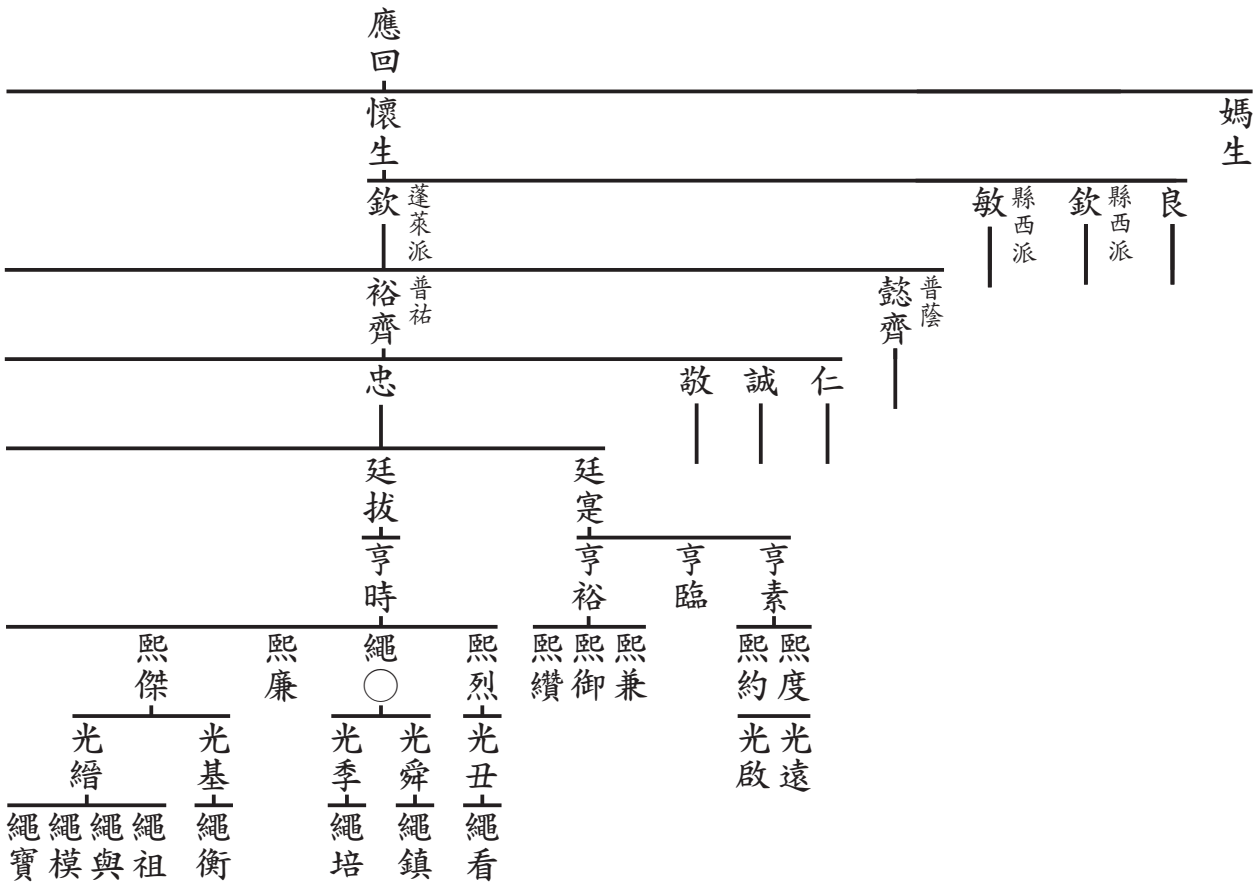 應回
媽生
懷生
良
欽 縣西派
敏 縣西派
欽 蓬萊派
懿齊 普蔭
裕齊 普祐
仁
誠
敬
忠
廷寔
廷拔
亨素
亨臨
亨裕
亨時
熙度
熙約
熙兼
熙御
熙纘
熙烈
繩〇
熙廉
熙傑
光遠
光啟
光丑
光舜
光季
光基
光縉
繩看
繩鎮
繩培
繩衡
繩祖
繩與
繩模
繩寶